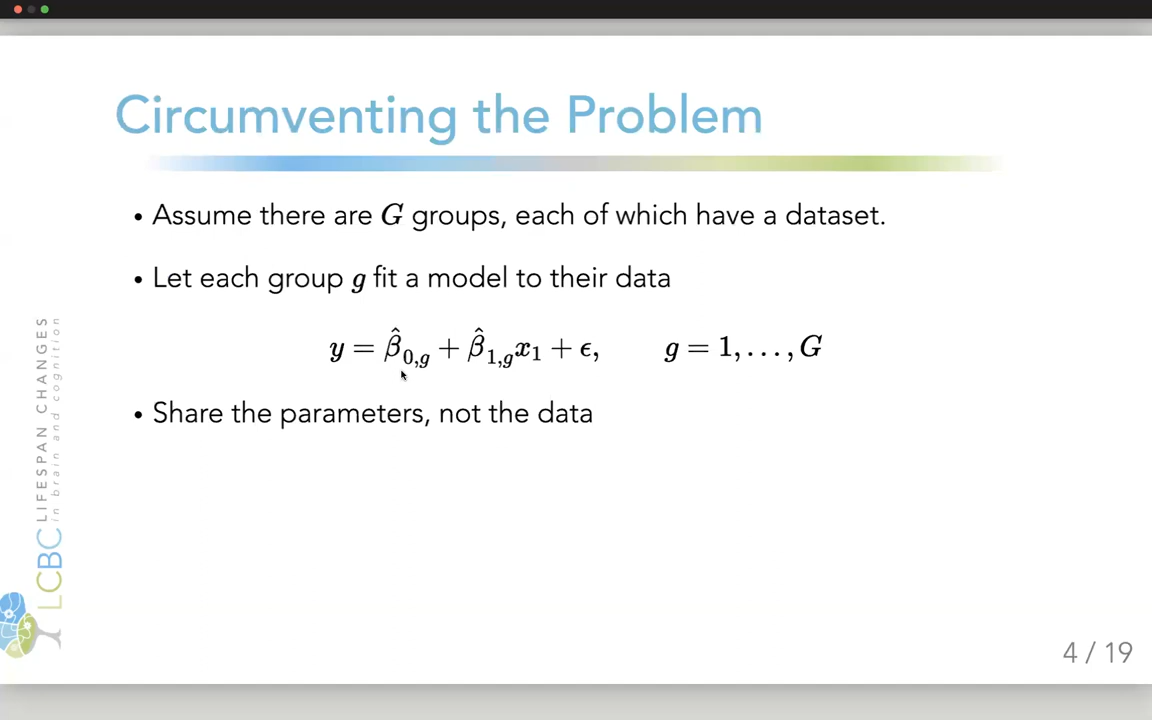 Circumventing the Problem
• Assume there are G groups, each of which have a dataset.
• Let each group g fit a model to their data
y = β̂₀,g + β̂₁,g x₁ + ϵ,   g = 1, …, G
• Share the parameters, not the data
LCBC LIFESPAN CHANGES
in brain and cognition
4 / 19